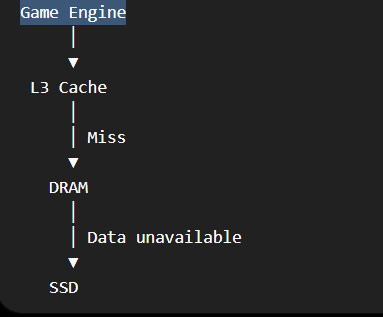 Game Engine
L3 Cache
Miss
DRAM
Data unavailable
SSD